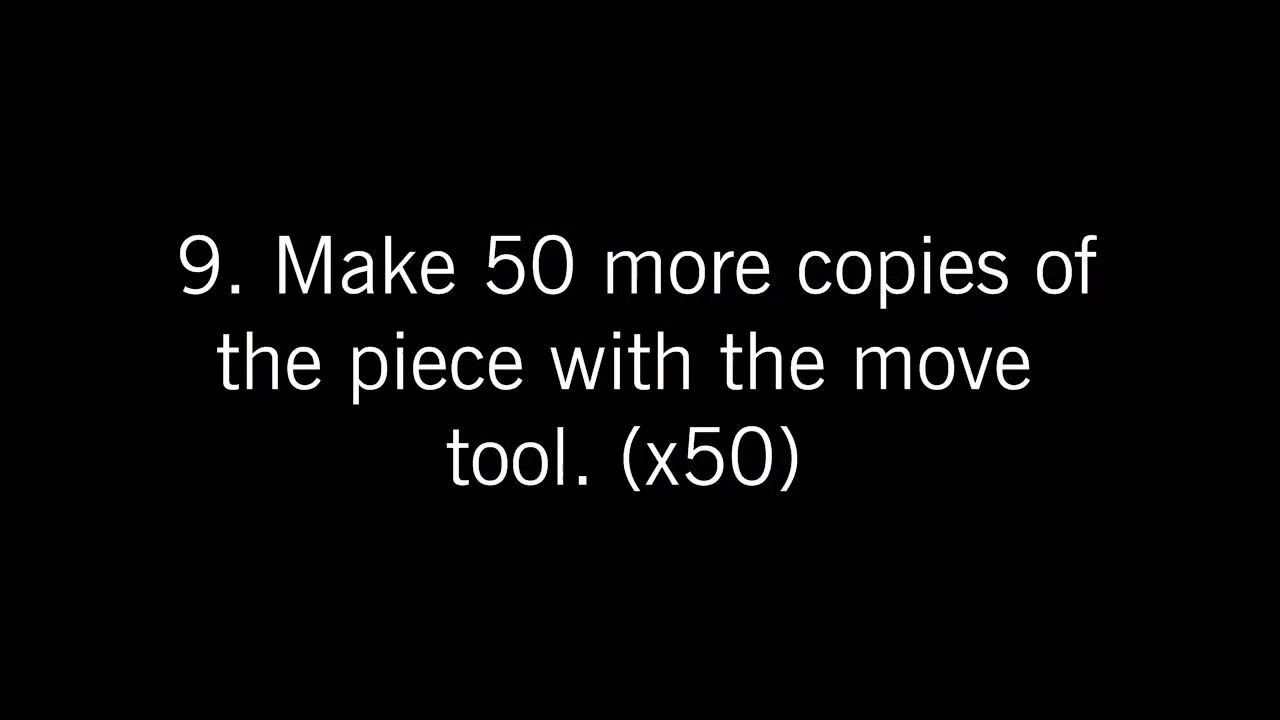 9. Make 50 more copies of
the piece with the move
tool. (x50)